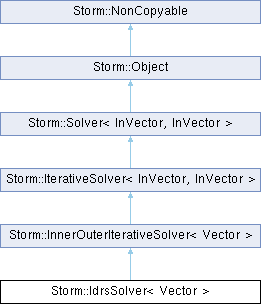 Storm::NonCopyable
Storm::Object
Storm::Solver< InVector, InVector >
Storm::IterativeSolver< InVector, InVector >
Storm::InnerOuterIterativeSolver< Vector >
Storm::IdrsSolver< Vector >